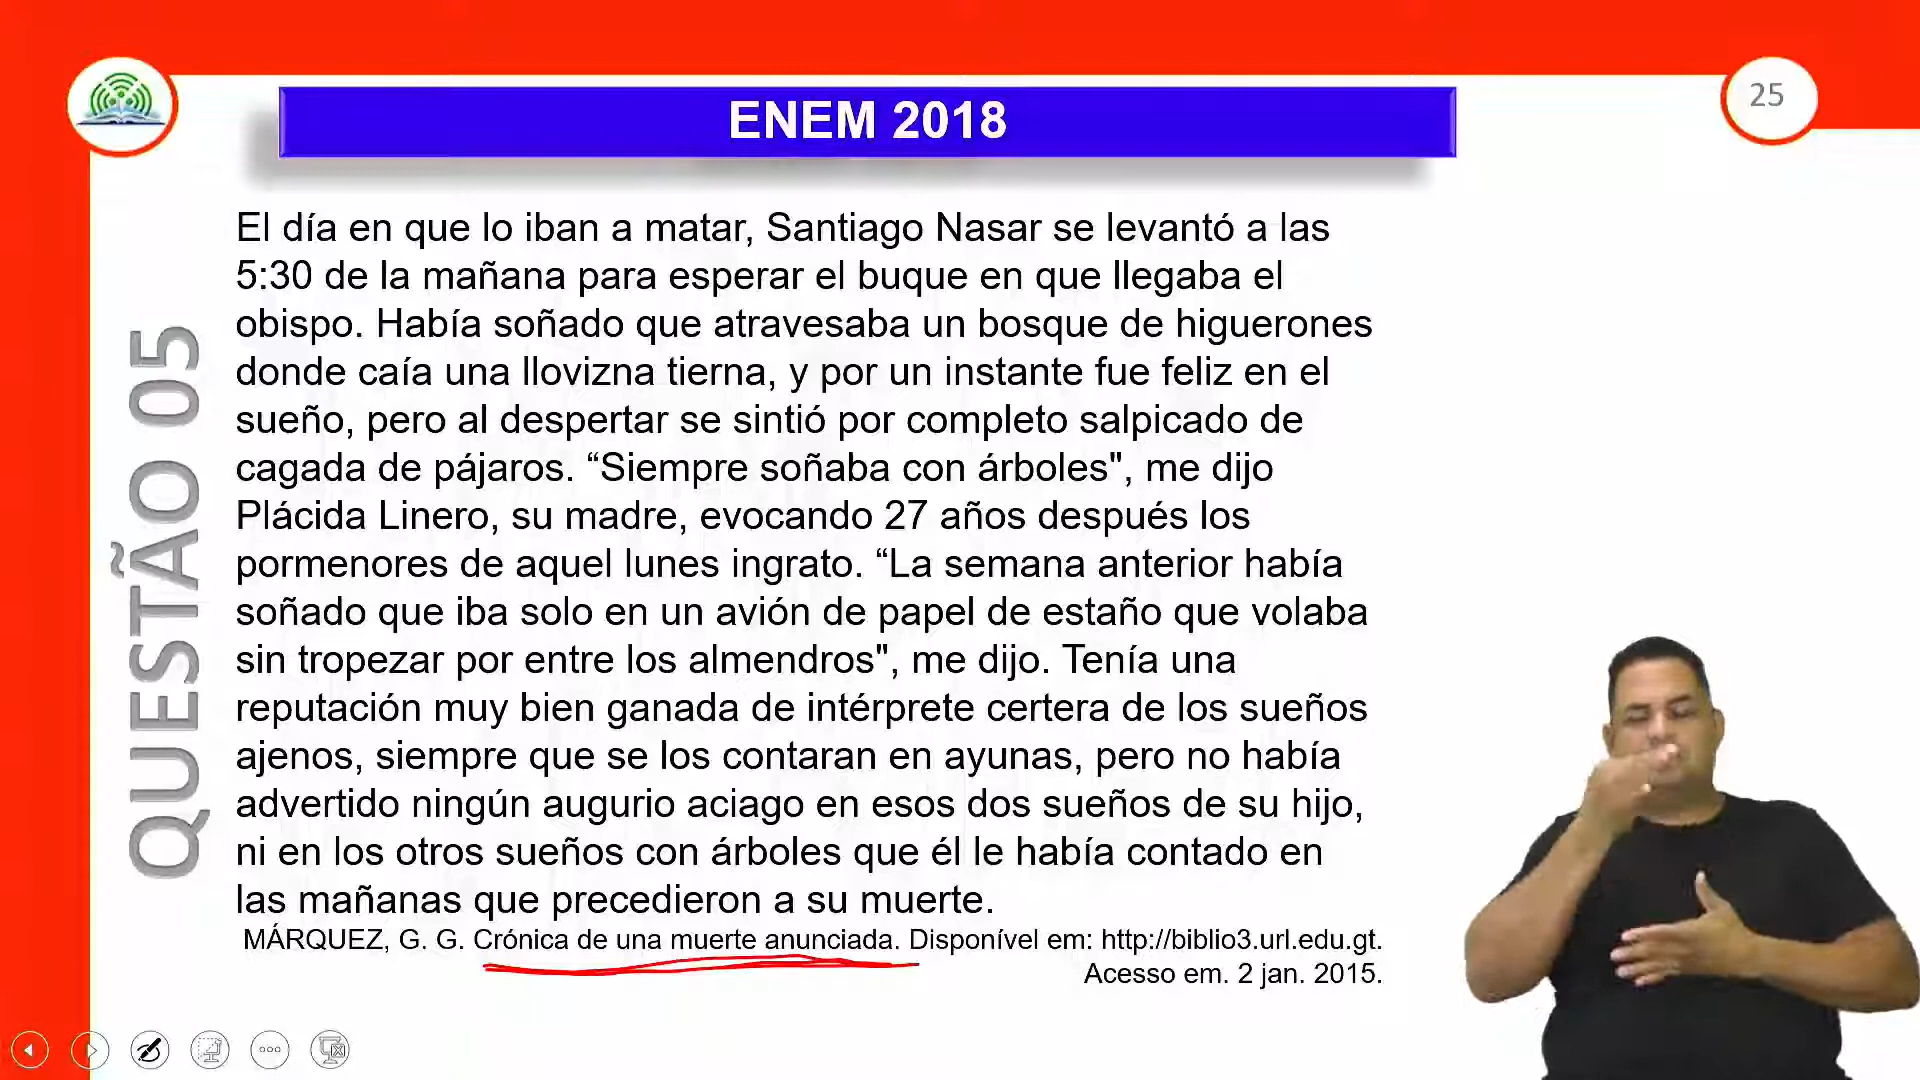 ENEM 2018
25
QUESTÃO 05
El día en que lo iban a matar, Santiago Nasar se levantó a las
5:30 de la mañana para esperar el buque en que llegaba el
obispo. Había soñado que atravesaba un bosque de higuerones
donde caía una llovizna tierna, y por un instante fue feliz en el
sueño, pero al despertar se sintió por completo salpicado de
cagada de pájaros. “Siempre soñaba con árboles", me dijo
Plácida Linero, su madre, evocando 27 años después los
pormenores de aquel lunes ingrato. “La semana anterior había
soñado que iba solo en un avión de papel de estaño que volaba
sin tropezar por entre los almendros", me dijo. Tenía una
reputación muy bien ganada de intérprete certera de los sueños
ajenos, siempre que se los contaran en ayunas, pero no había
advertido ningún augurio aciago en esos dos sueños de su hijo,
ni en los otros sueños con árboles que él le había contado en
las mañanas que precedieron a su muerte.
MÁRQUEZ, G. G. Crónica de una muerte anunciada. Disponível em: http://biblio3.url.edu.gt.
Acesso em. 2 jan. 2015.